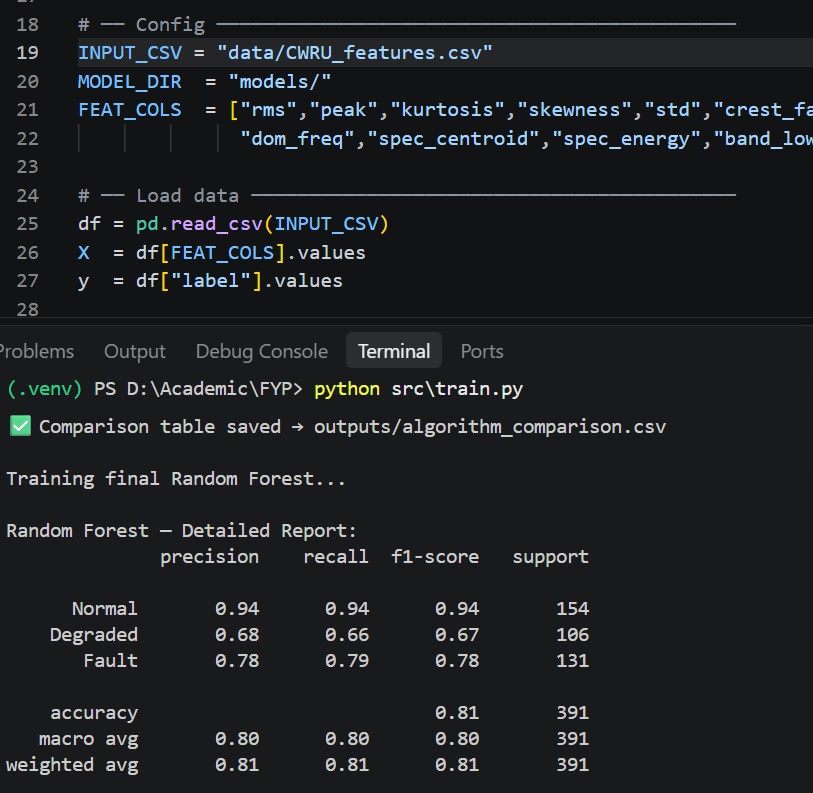 18 # —— Config ——————————————————————————
19 INPUT_CSV = "data/CWRU_features.csv"
20 MODEL_DIR = "models/"
21 FEAT_COLS = ["rms","peak","kurtosis","skewness","std","crest_fa
22 "dom_freq","spec_centroid","spec_energy","band_low
23
24 # —— Load data ————————————————————————
25 df = pd.read_csv(INPUT_CSV)
26 X = df[FEAT_COLS].values
27 y = df["label"].values
28
Problems Output Debug Console Terminal Ports
(.venv) PS D:\Academic\FYP> python src\train.py
✅ Comparison table saved → outputs/algorithm_comparison.csv
Training final Random Forest...
Random Forest — Detailed Report:
precision recall f1-score support
Normal 0.94 0.94 0.94 154
Degraded 0.68 0.66 0.67 106
Fault 0.78 0.79 0.78 131
accuracy 0.81 391
macro avg 0.80 0.80 0.80 391
weighted avg 0.81 0.81 0.81 391